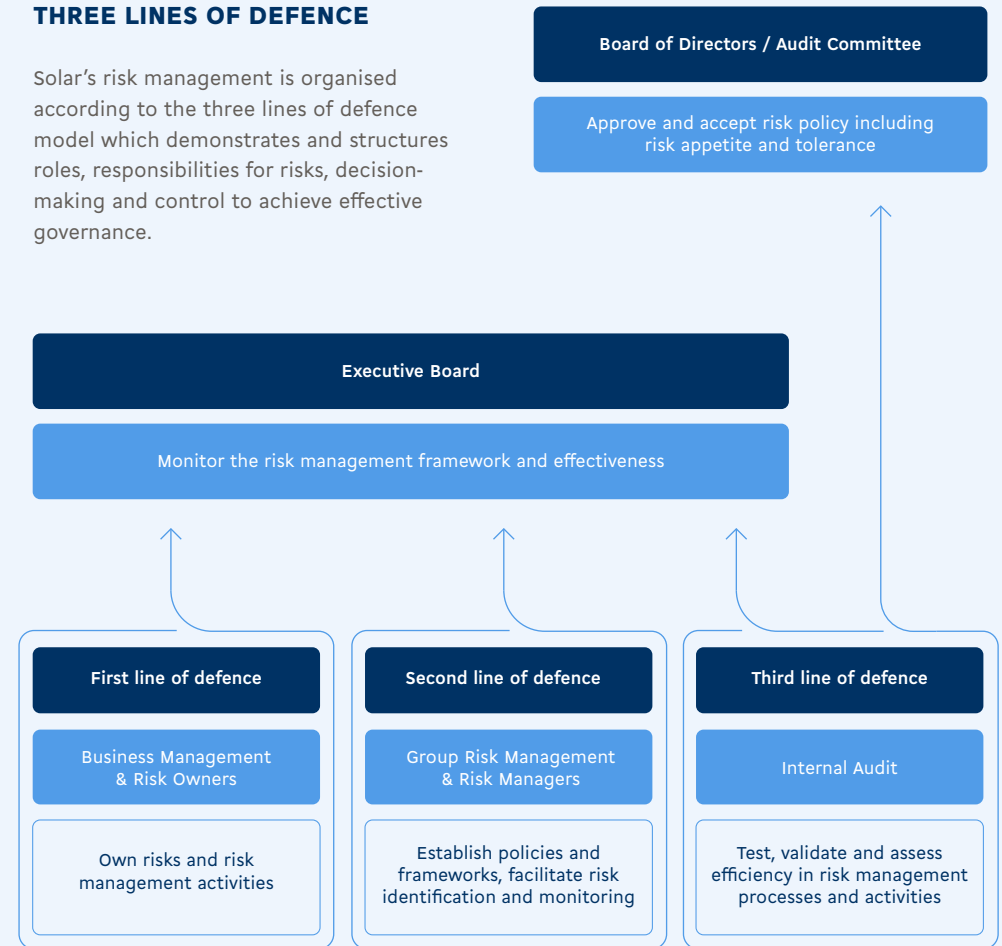 THREE LINES OF DEFENCE
Solar’s risk management is organised
according to the three lines of defence
model which demonstrates and structures
roles, responsibilities for risks, decision-
making and control to achieve effective
governance.
Board of Directors / Audit Committee
Approve and accept risk policy including
risk appetite and tolerance
Executive Board
Monitor the risk management framework and effectiveness
First line of defence
Business Management
& Risk Owners
Own risks and risk
management activities
Second line of defence
Group Risk Management
& Risk Managers
Establish policies and
frameworks, facilitate risk
identification and monitoring
Third line of defence
Internal Audit
Test, validate and assess
efficiency in risk management
processes and activities